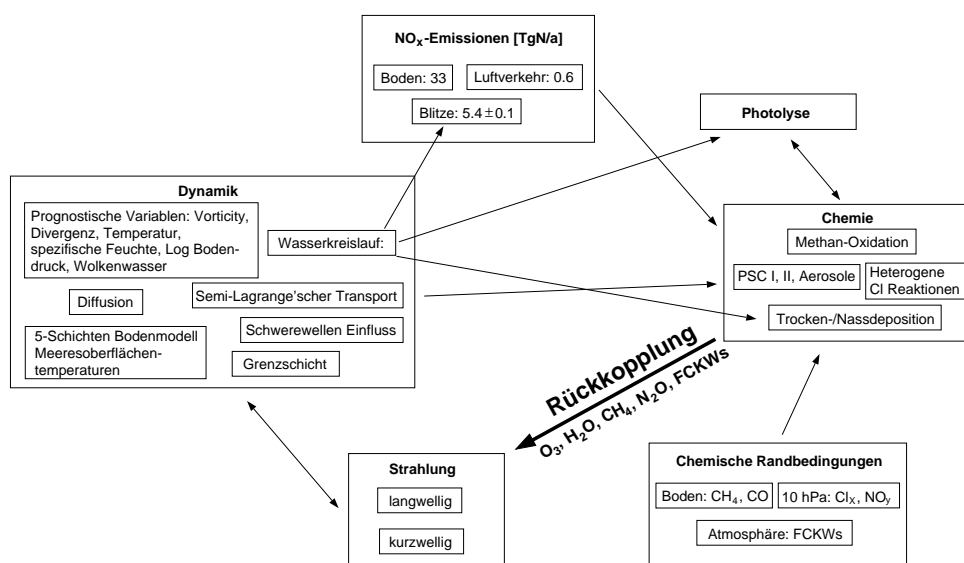 NOₓ-Emissionen [TgN/a]
Boden: 33
Luftverkehr: 0.6
Blitze: 5.4±0.1
Photolyse
Dynamik
Prognostische Variablen: Vorticity,
Divergenz, Temperatur,
spezifische Feuchte, Log Boden-
druck, Wolkenwasser
Wasserkreislauf:
Diffusion
Semi-Lagrange'scher Transport
5-Schichten Bodenmodell
Meeresoberflächen-
temperaturen
Schwerewellen Einfluss
Grenzschicht
Chemie
Methan-Oxidation
PSC I, II, Aerosole
Heterogene
Cl Reaktionen
Trocken-/Nassdeposition
Rückkopplung
O₃, H₂O, CH₄, N₂O, FCKWs
Strahlung
langwellig
kurzwellig
Chemische Randbedingungen
Boden: CH₄, CO
10 hPa: Clₓ, NOᵧ
Atmosphäre: FCKWs